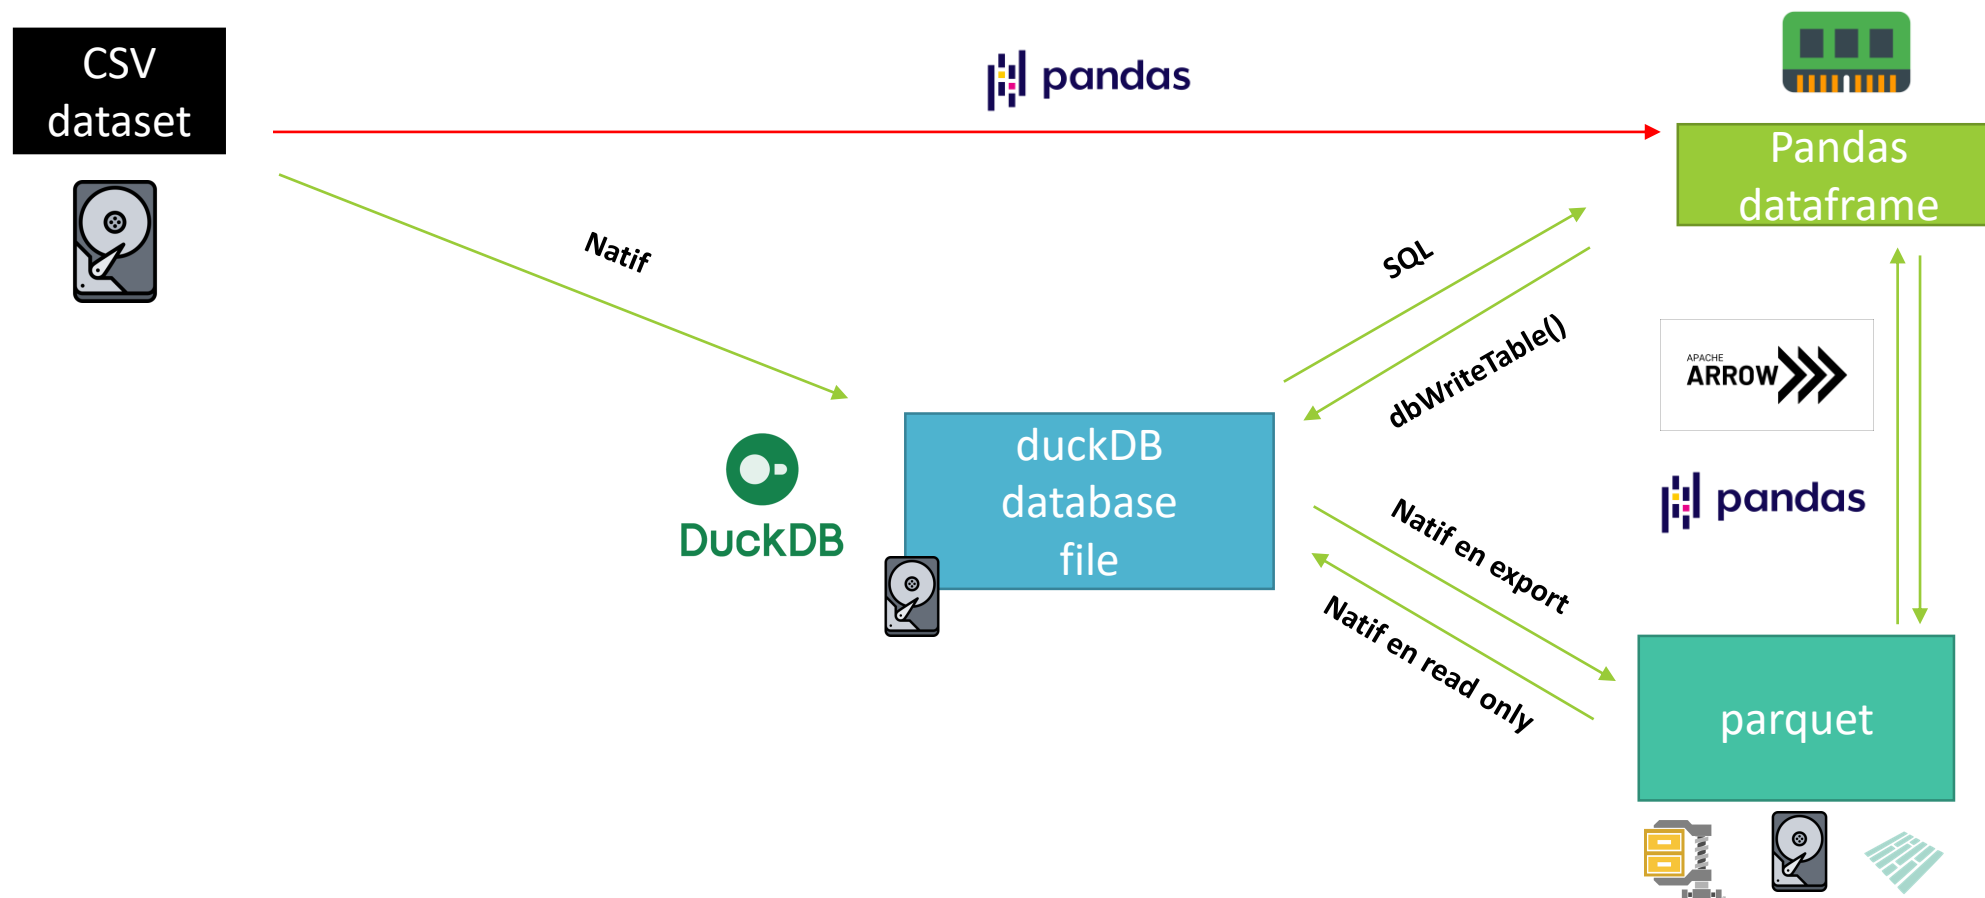 CSV
dataset
pandas
Pandas
dataframe
Natif
SQL
dbWriteTable()
APACHE
ARROW
pandas
DuckDB
duckDB
database
file
Natif en export
Natif en read only
parquet